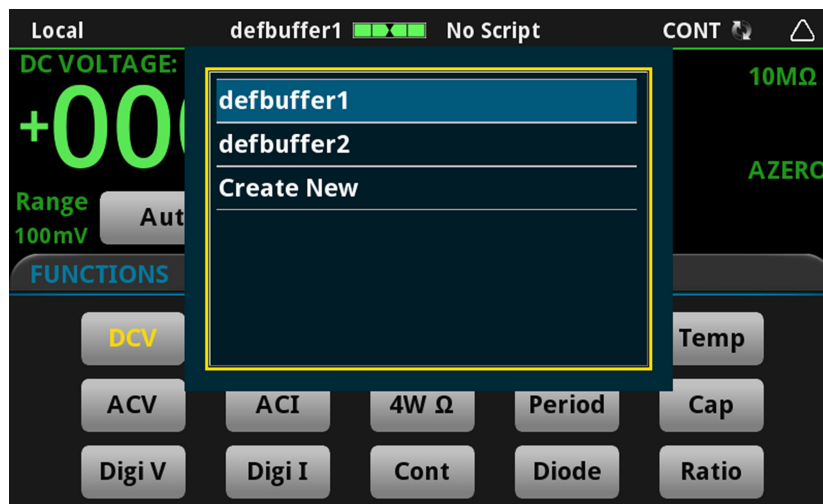 Local defbuffer1 No Script CONT
DC VOLTAGE:
10MΩ
+000
AZERO
Range
100mV
Aut
defbuffer1
defbuffer2
Create New
FUNCTIONS
DCV Temp
ACV ACI 4W Ω Period Cap
Digi V Digi I Cont Diode Ratio